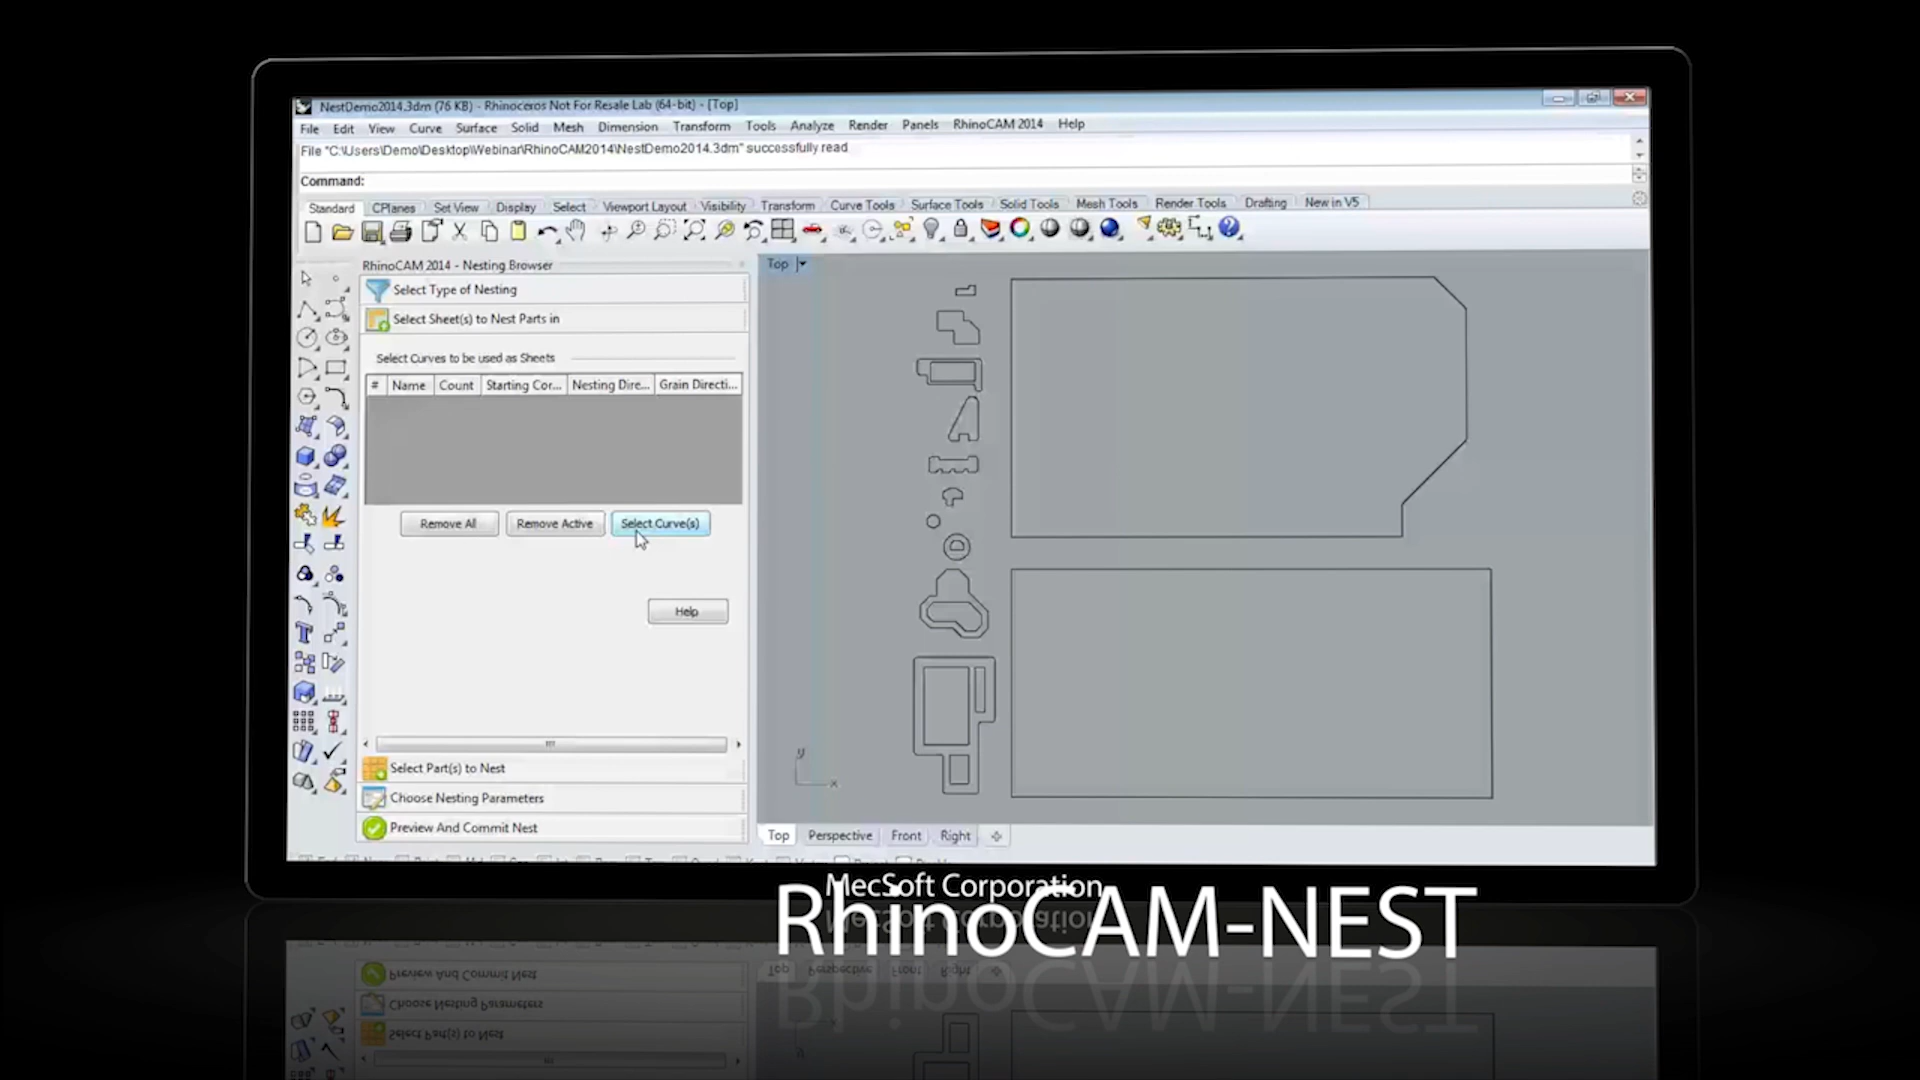 NestDemo2014.3dm (76 KB) - Rhinoceros Not For Resale Lab (64-bit) - [Top]
File Edit View Curve Surface Solid Mesh Dimension Transform Tools Analyze Render Panels RhinoCAM 2014 Help
File "C:\Users\Demo\Desktop\Webinar\RhinoCAM2014\NestDemo2014.3dm" successfully read
Command:
Standard CPlanes Set View Display Select Viewport Layout Visibility Transform Curve Tools Surface Tools Solid Tools Mesh Tools Render Tools Drafting New in V5
RhinoCAM 2014 - Nesting Browser
Top
Select Type of Nesting
Select Sheet(s) to Nest Parts in
Select Curves to be used as Sheets
# Name Count Starting Cor... Nesting Dire... Grain Directi...
Remove All Remove Active Select Curve(s)
Help
y
x
Select Part(s) to Nest
Choose Nesting Parameters
Preview And Commit Nest
Top Perspective Front Right
MecSoft Corporation
RhinoCAM-NEST